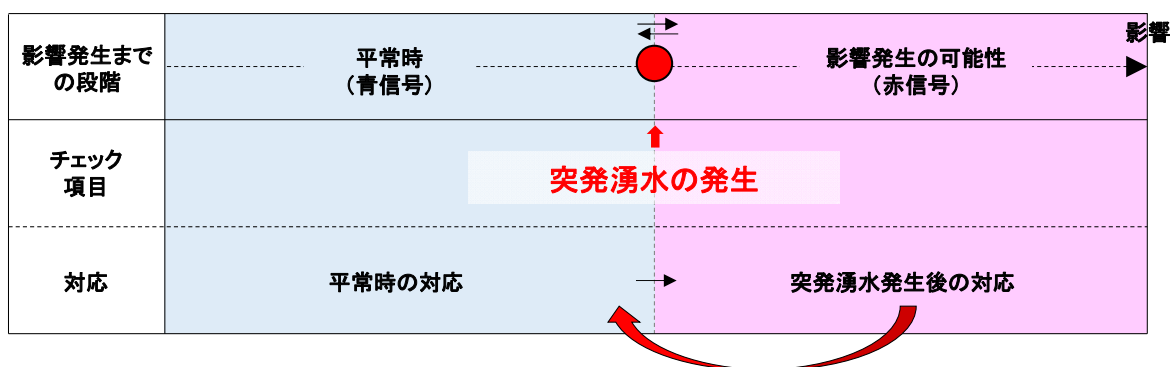 影響発生まで
の段階
平常時
（青信号）
影響発生の可能性
（赤信号）
影響
チェック
項目
突発湧水の発生
対応
平常時の対応
突発湧水発生後の対応